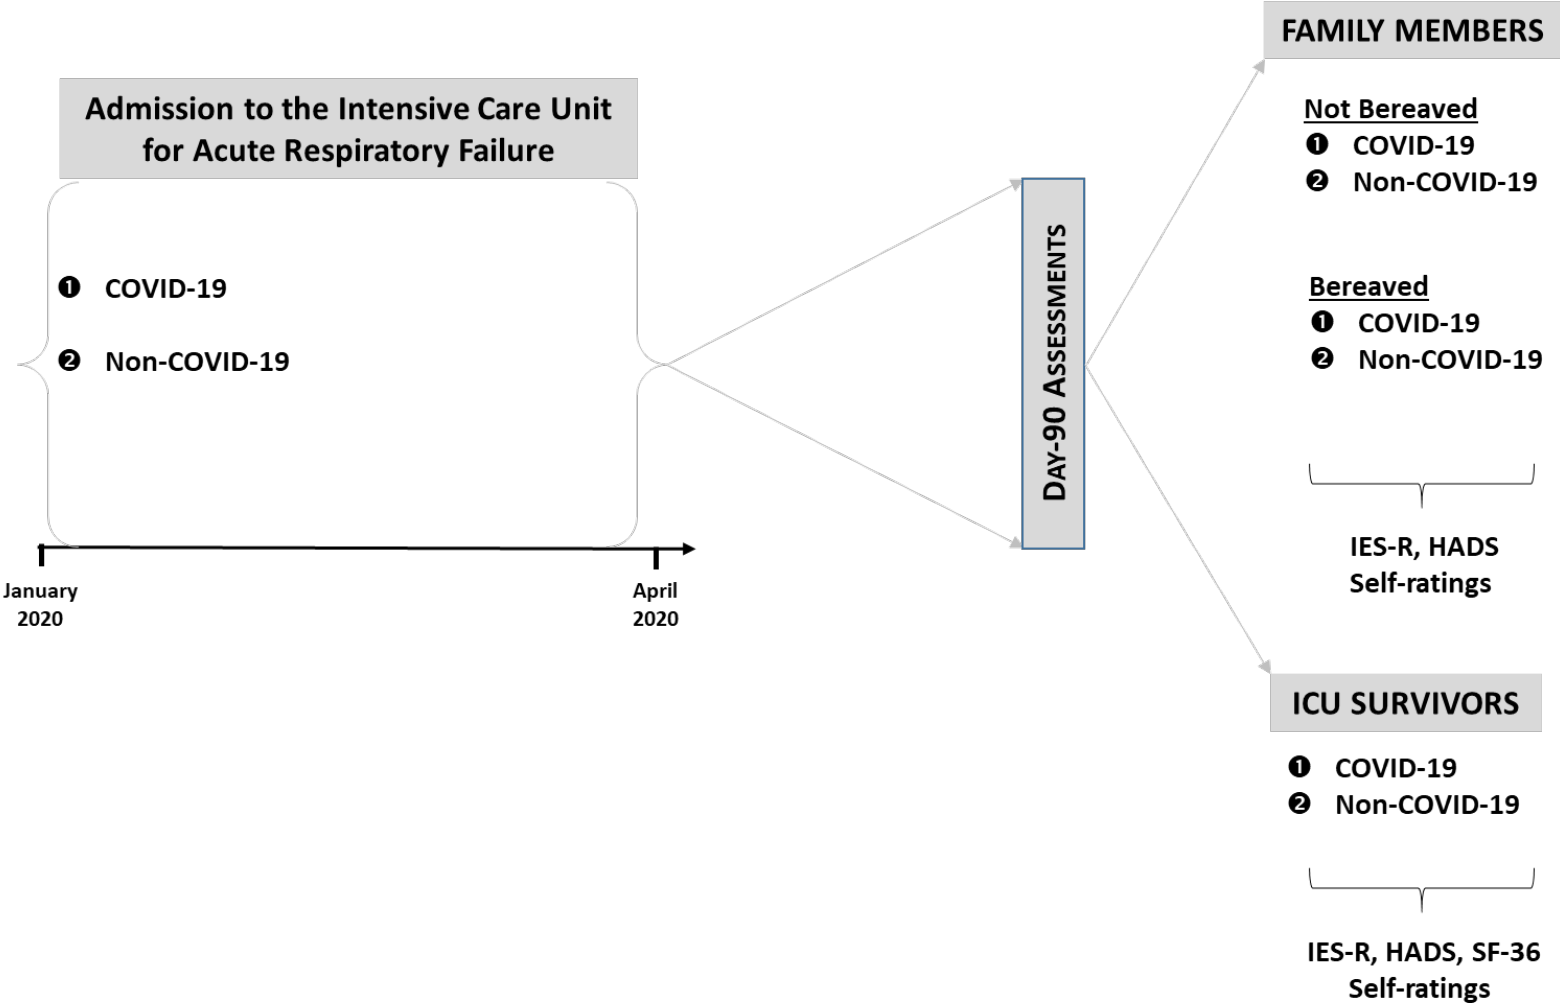 Admission to the Intensive Care Unit
for Acute Respiratory Failure
❶ COVID-19
❷ Non-COVID-19
January
2020
April
2020
DAY-90 ASSESSMENTS
FAMILY MEMBERS
Not Bereaved
❶ COVID-19
❷ Non-COVID-19
Bereaved
❶ COVID-19
❷ Non-COVID-19
IES-R, HADS
Self-ratings
ICU SURVIVORS
❶ COVID-19
❷ Non-COVID-19
IES-R, HADS, SF-36
Self-ratings